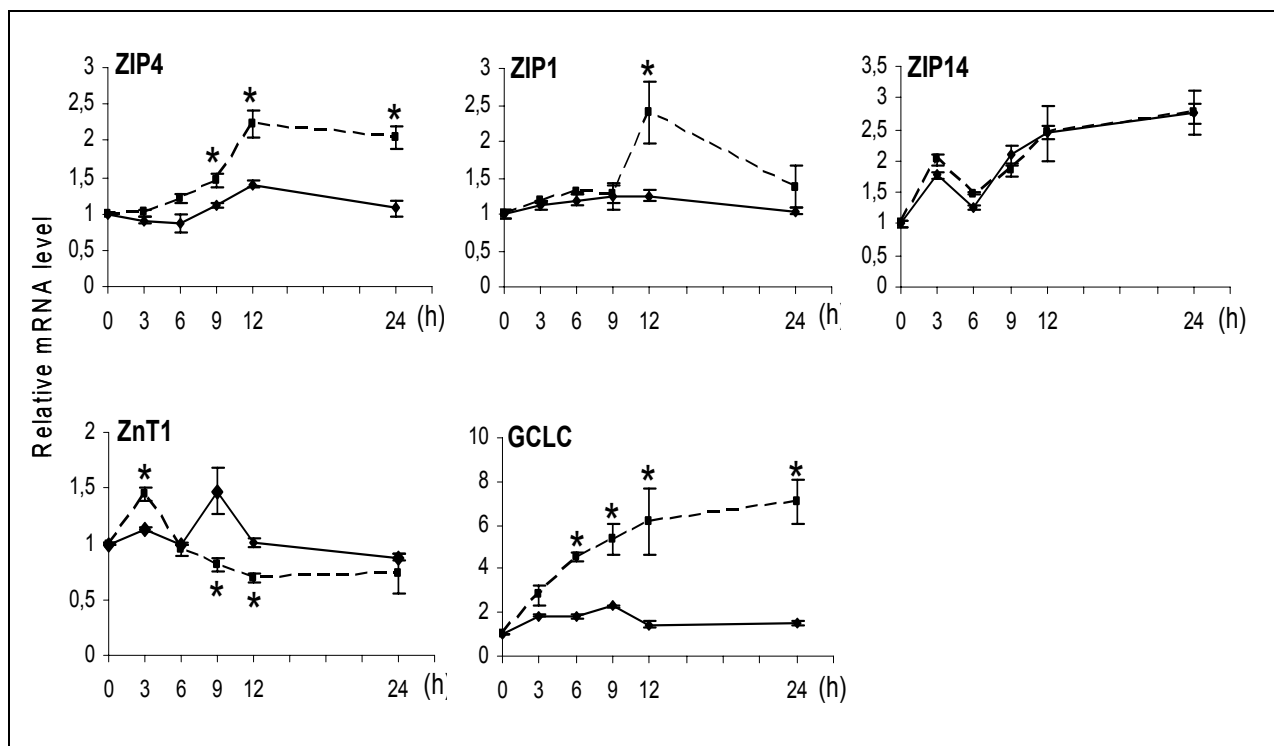 Relative mRNA level
ZIP4
3
2,5
2
1,5
1
0,5
0
* * *
0 3 6 9 12 24 (h)
ZIP1
3
2,5
2
1,5
1
0,5
0
*
0 3 6 9 12 24 (h)
ZIP14
3,5
3
2,5
2
1,5
1
0,5
0
0 3 6 9 12 24 (h)
ZnT1
2
1,5
1
0,5
0
* * *
0 3 6 9 12 24 (h)
GCLC
10
8
6
4
2
0
* * * *
0 3 6 9 12 24 (h)